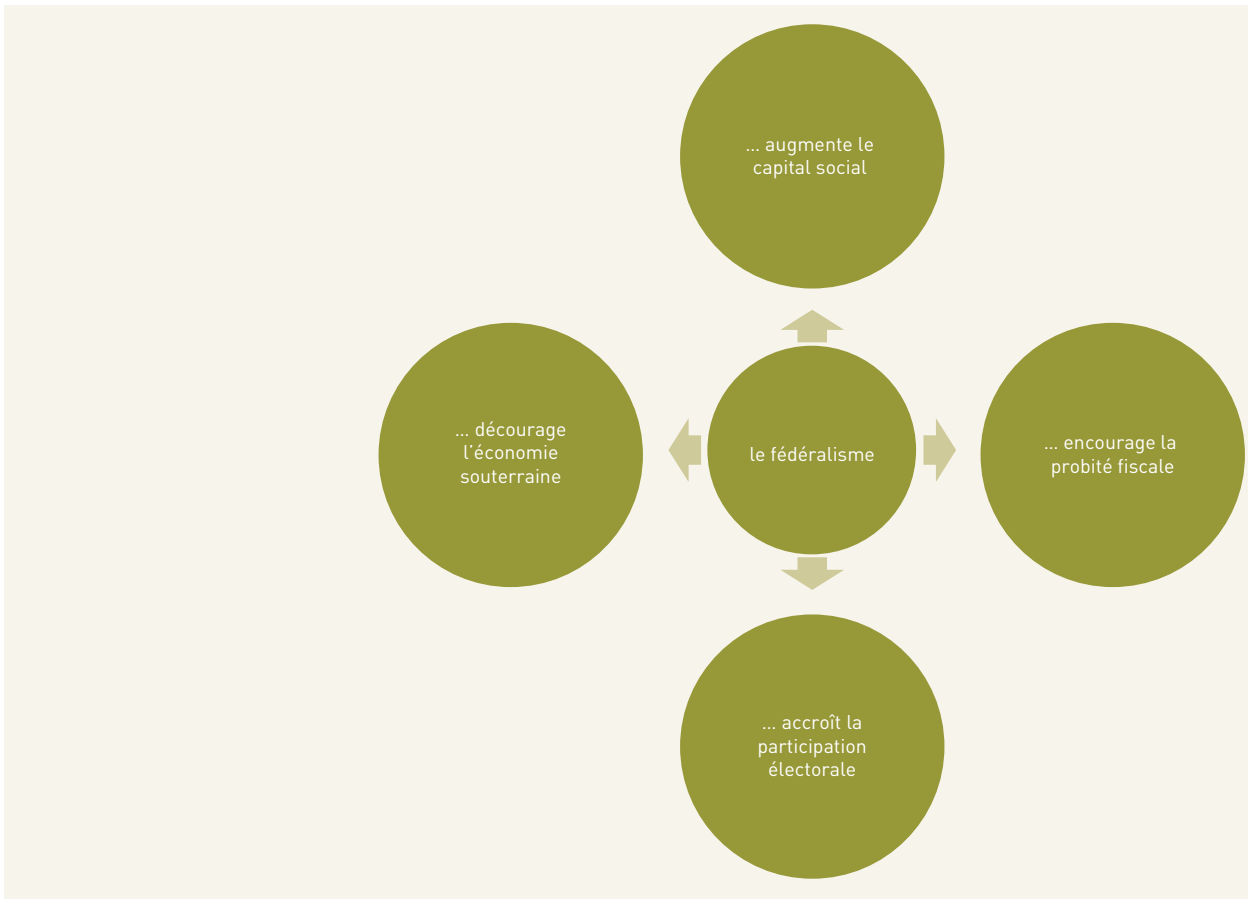 ... augmente le
capital social
... décourage
l'économie
souterraine
le fédéralisme
... encourage la
probité fiscale
... accroît la
participation
électorale